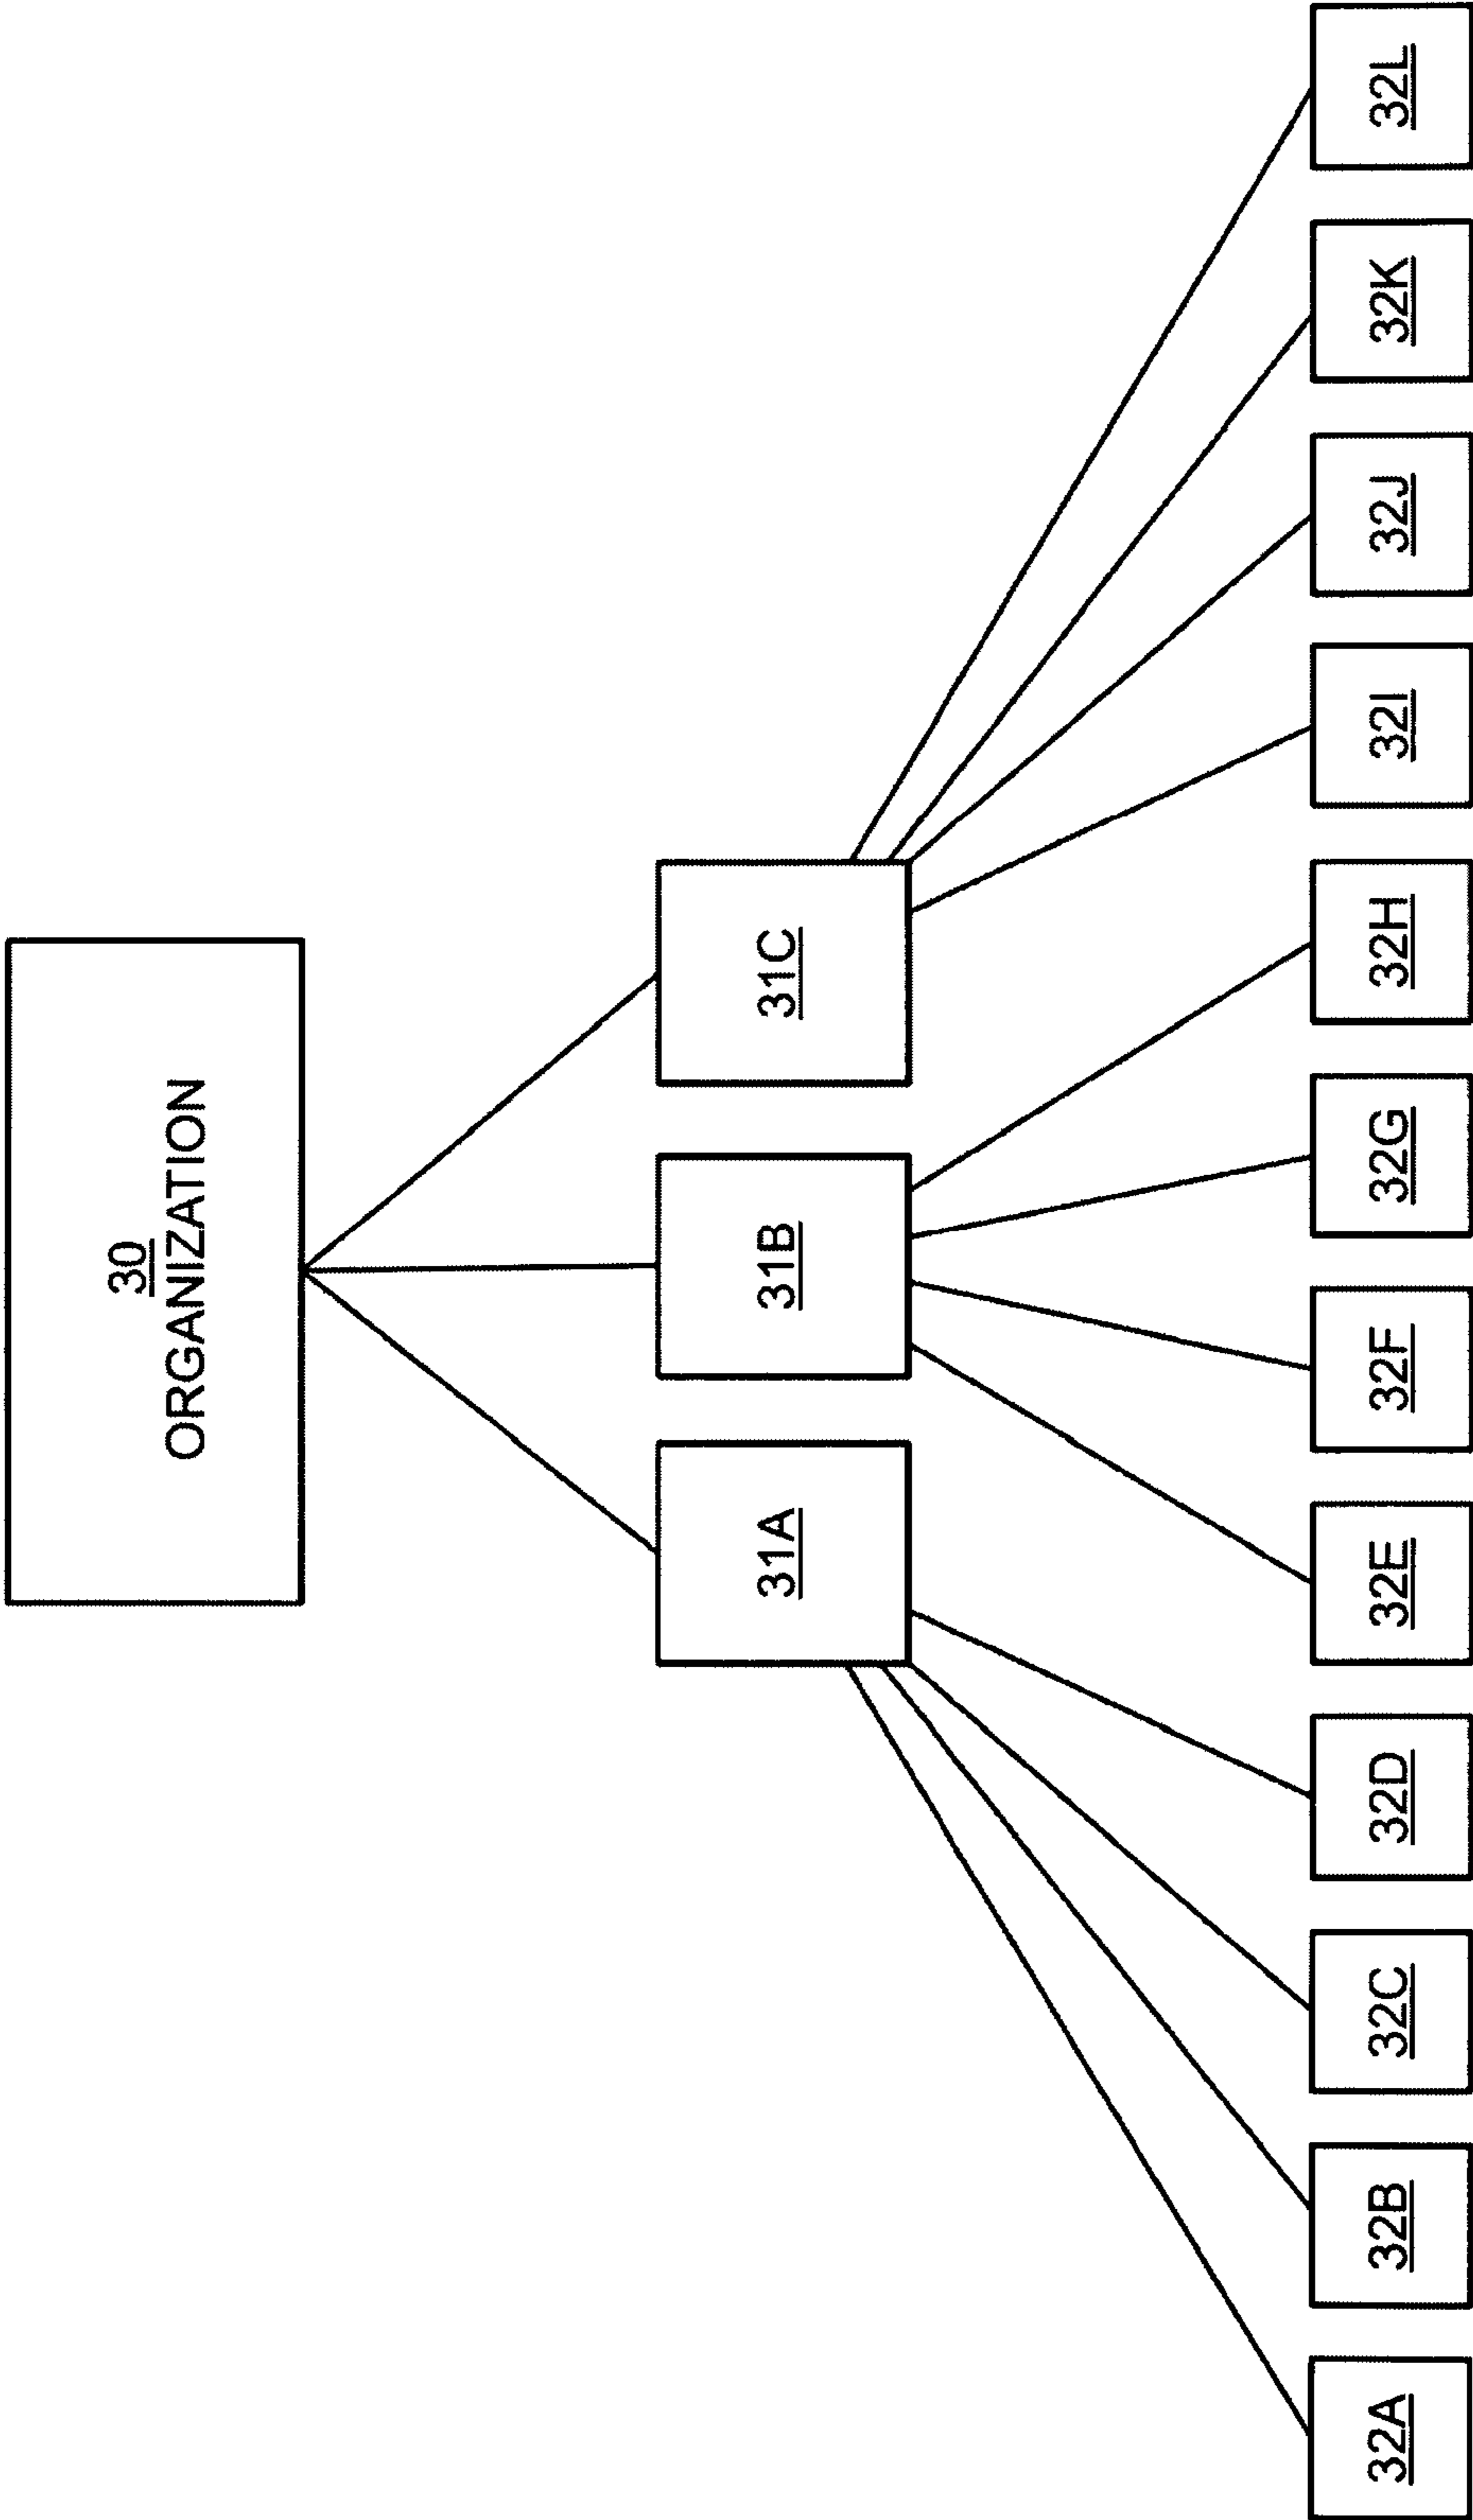 30
ORGANIZATION
31A
31B
31C
32A
32B
32C
32D
32E
32F
32G
32H
32I
32J
32K
32L